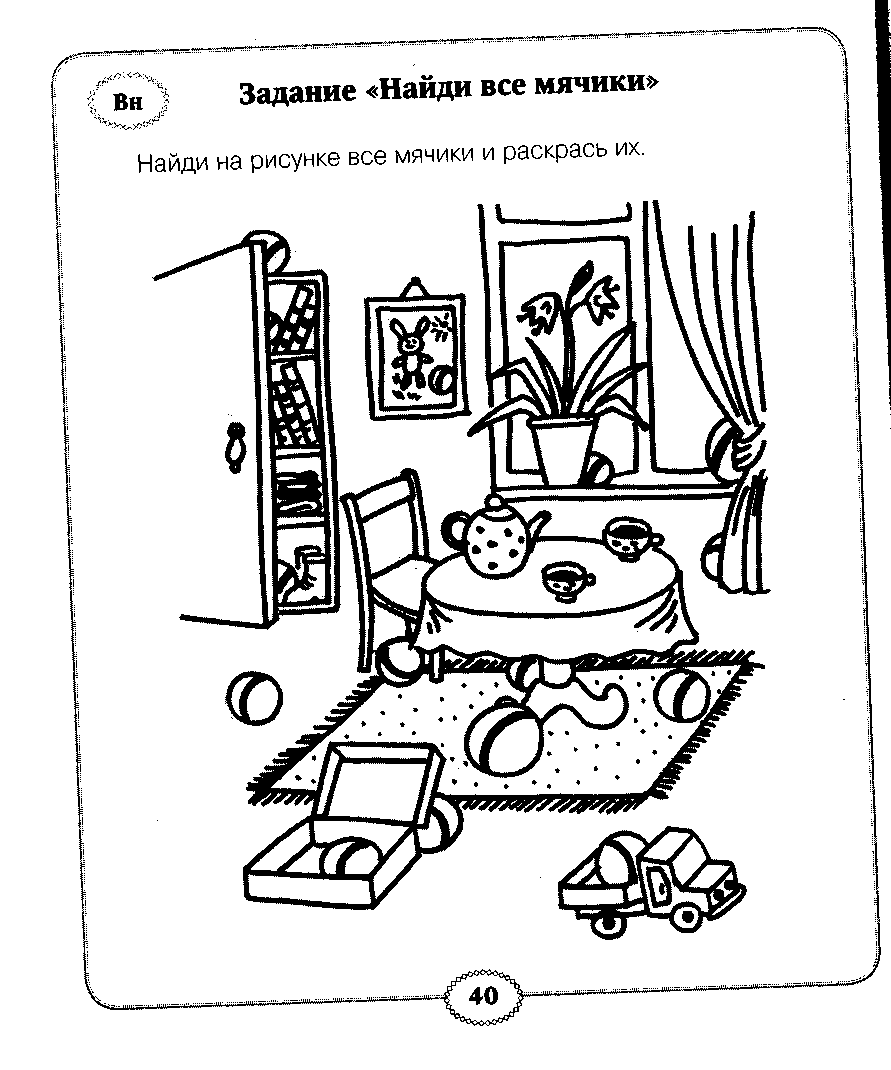 Вн
Задание «Найди все мячики»
Найди на рисунке все мячики и раскрась их.
40